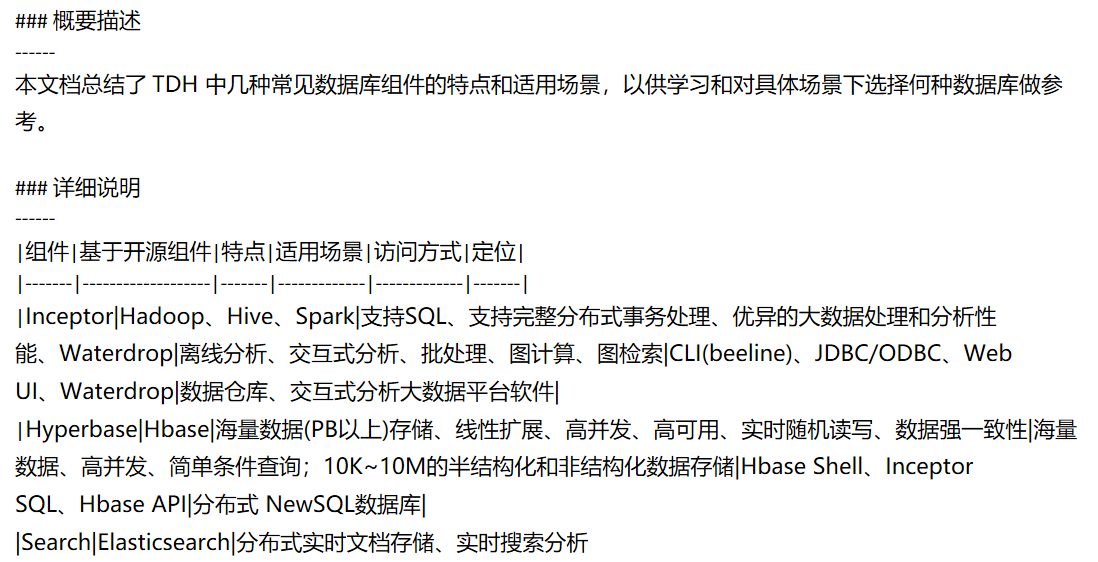 ### 概要描述
------
本文档总结了 TDH 中几种常见数据库组件的特点和适用场景，以供学习和对具体场景下选择何种数据库做参
考。
### 详细说明
------
|组件|基于开源组件|特点|适用场景|访问方式|定位|
|-------|-------------------|-------|-------------|-------------|-------|
|Inceptor|Hadoop、Hive、Spark|支持SQL、支持完整分布式事务处理、优异的大数据处理和分析性
能、Waterdrop|离线分析、交互式分析、批处理、图计算、图检索|CLI(beeline)、JDBC/ODBC、Web
UI、Waterdrop|数据仓库、交互式分析大数据平台软件|
|Hyperbase|Hbase|海量数据(PB以上)存储、线性扩展、高并发、高可用、实时随机读写、数据强一致性|海量
数据、高并发、简单条件查询；10K~10M的半结构化和非结构化数据存储|Hbase Shell、Inceptor
SQL、Hbase API|分布式 NewSQL数据库|
|Search|Elasticsearch|分布式实时文档存储、实时搜索分析